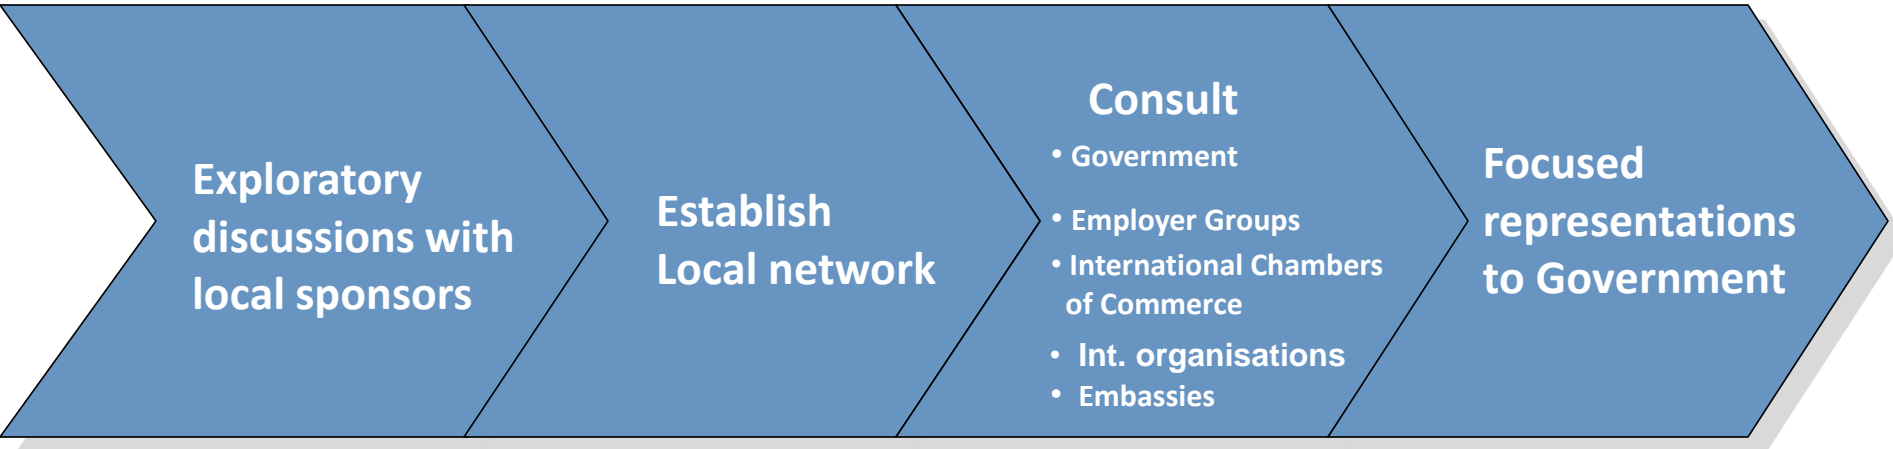 Exploratory
discussions with
local sponsors
Establish
Local network
Consult
• Government
• Employer Groups
• International Chambers
of Commerce
• Int. organisations
• Embassies
Focused
representations
to Government